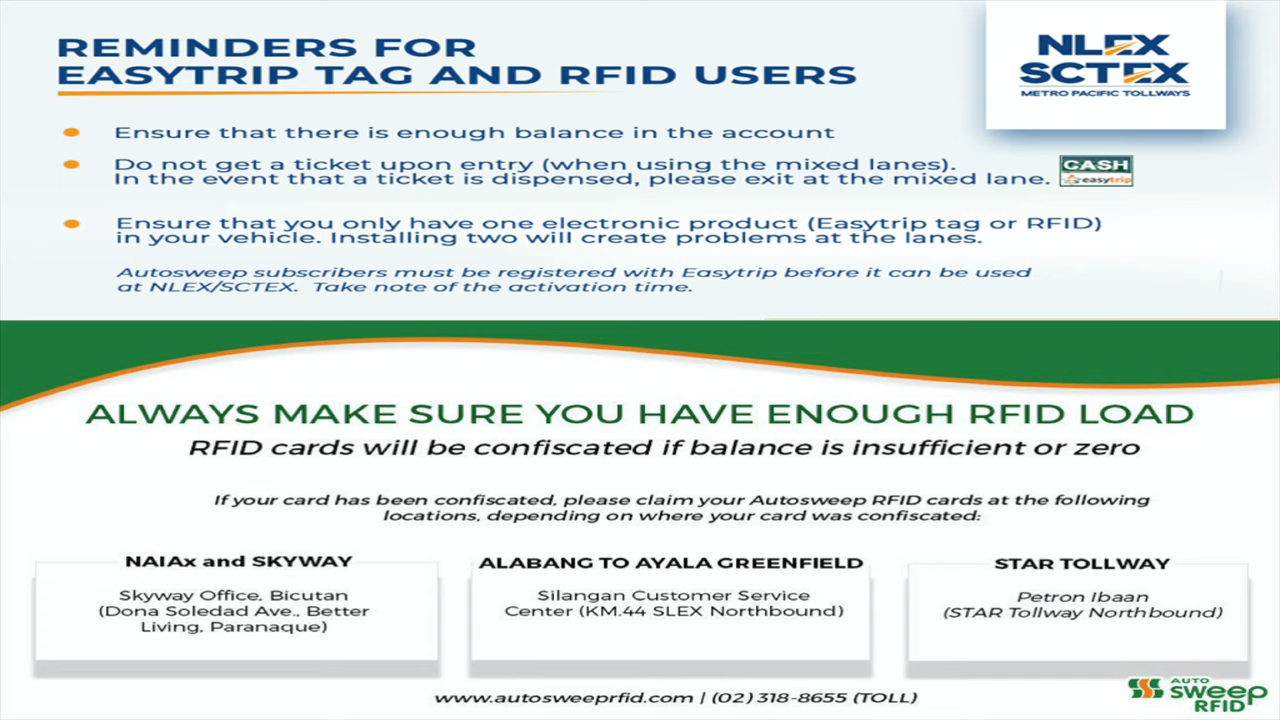 REMINDERS FOR
EASYTRIP TAG AND RFID USERS
NLEX
SCTEX
METRO PACIFIC TOLLWAYS
Ensure that there is enough balance in the account
Do not get a ticket upon entry (when using the mixed lanes).
In the event that a ticket is dispensed, please exit at the mixed lane.
CASH
easytrip
Ensure that you only have one electronic product (Easytrip tag or RFID)
in your vehicle. Installing two will create problems at the lanes.
Autosweep subscribers must be registered with Easytrip before it can be used
at NLEX/SCTEX. Take note of the activation time.
ALWAYS MAKE SURE YOU HAVE ENOUGH RFID LOAD
RFID cards will be confiscated if balance is insufficient or zero
If your card has been confiscated, please claim your Autosweep RFID cards at the following
locations, depending on where your card was confiscated:
NAIAx and SKYWAY
Skyway Office, Bicutan
(Dona Soledad Ave., Better
Living, Paranaque)
ALABANG TO AYALA GREENFIELD
Silangan Customer Service
Center (KM.44 SLEX Northbound)
STAR TOLLWAY
Petron Ibaan
(STAR Tollway Northbound)
www.autosweeprfid.com | (02) 318-8655 (TOLL)
AUTO
sweep
RFID